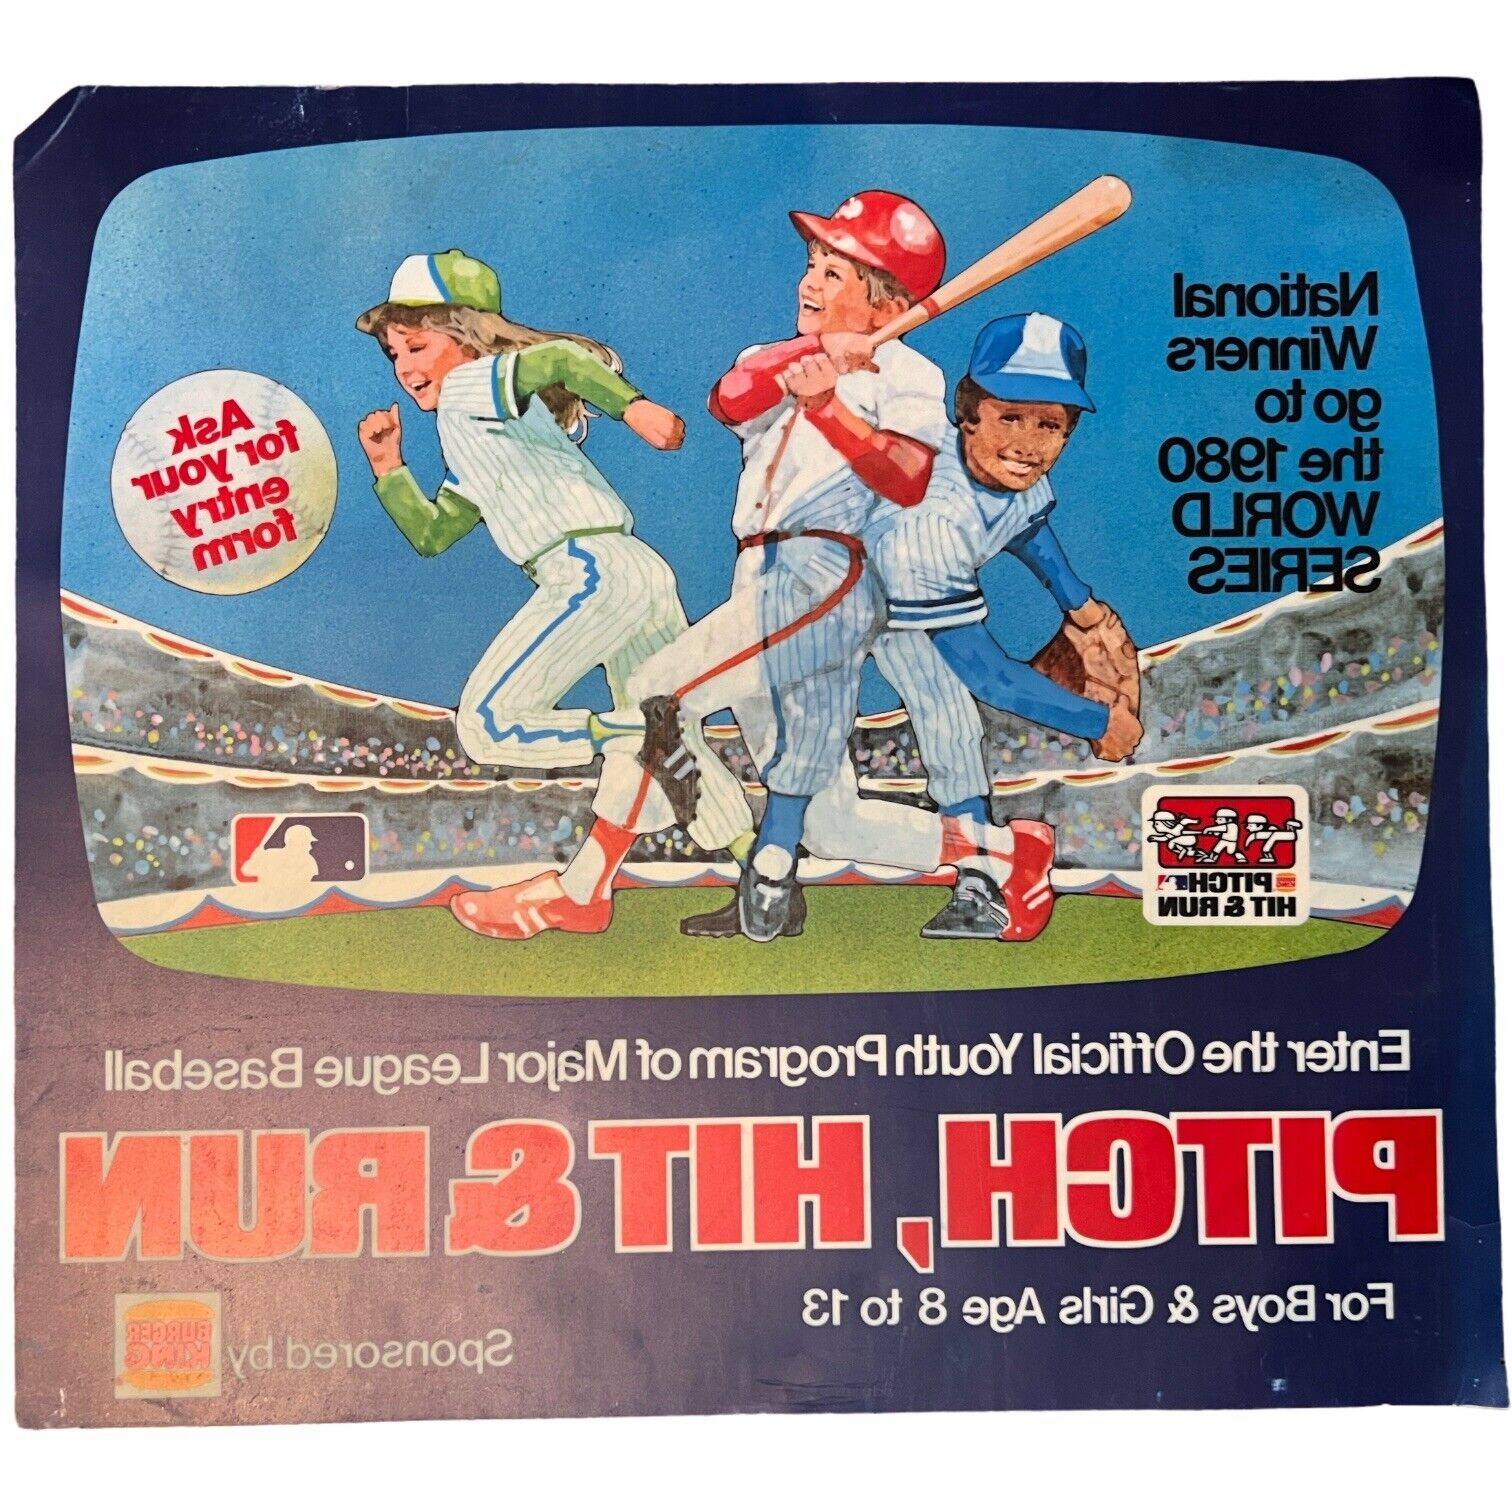 National
Winners
go to
the 1980
WORLD
SERIES
Ask
for your
entry
form
PITCH
BURGER
KING
HIT & RUN
Enter the Official Youth Program of Major League Baseball
PITCH, HIT & RUN
For Boys & Girls Age 8 to 13
Sponsored by
BURGER
KING